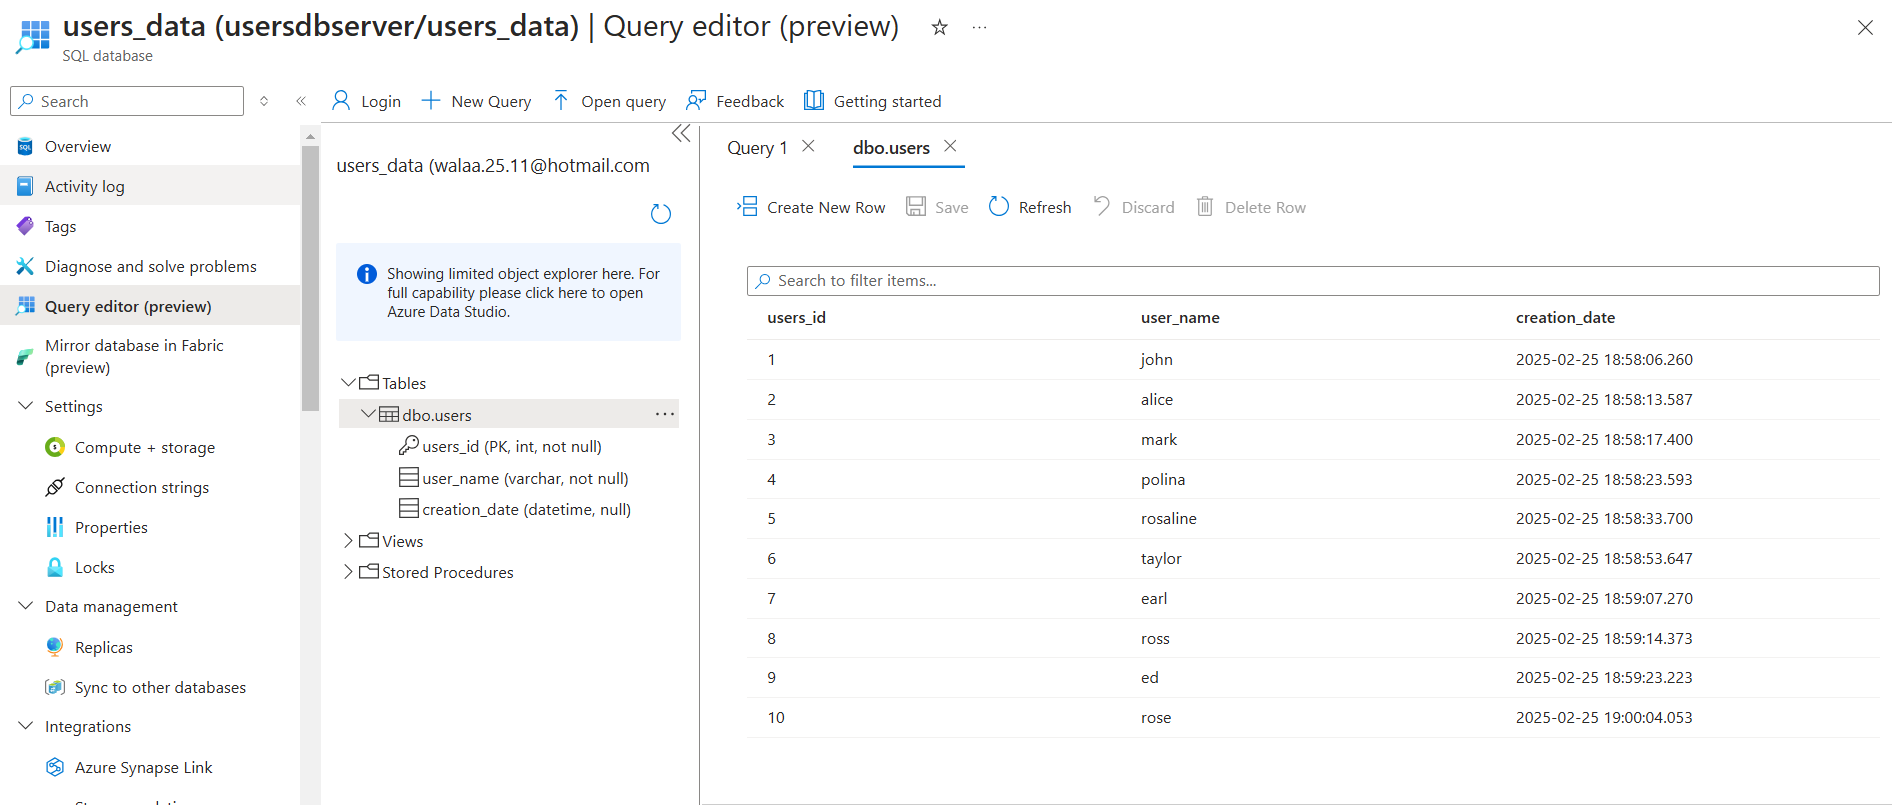 users_data (usersdbserver/users_data) | Query editor (preview)
SQL database
Search
Login
New Query
Open query
Feedback
Getting started
Overview
Activity log
Tags
Diagnose and solve problems
Query editor (preview)
Mirror database in Fabric
(preview)
Settings
Compute + storage
Connection strings
Properties
Locks
Data management
Replicas
Sync to other databases
Integrations
Azure Synapse Link
users_data (walaa.25.11@hotmail.com
Showing limited object explorer here. For
full capability please click here to open
Azure Data Studio.
Tables
dbo.users
users_id (PK, int, not null)
user_name (varchar, not null)
creation_date (datetime, null)
Views
Stored Procedures
Query 1
dbo.users
Create New Row
Save
Refresh
Discard
Delete Row
Search to filter items...
users_id user_name creation_date
1 john 2025-02-25 18:58:06.260
2 alice 2025-02-25 18:58:13.587
3 mark 2025-02-25 18:58:17.400
4 polina 2025-02-25 18:58:23.593
5 rosaline 2025-02-25 18:58:33.700
6 taylor 2025-02-25 18:58:53.647
7 earl 2025-02-25 18:59:07.270
8 ross 2025-02-25 18:59:14.373
9 ed 2025-02-25 18:59:23.223
10 rose 2025-02-25 19:00:04.053